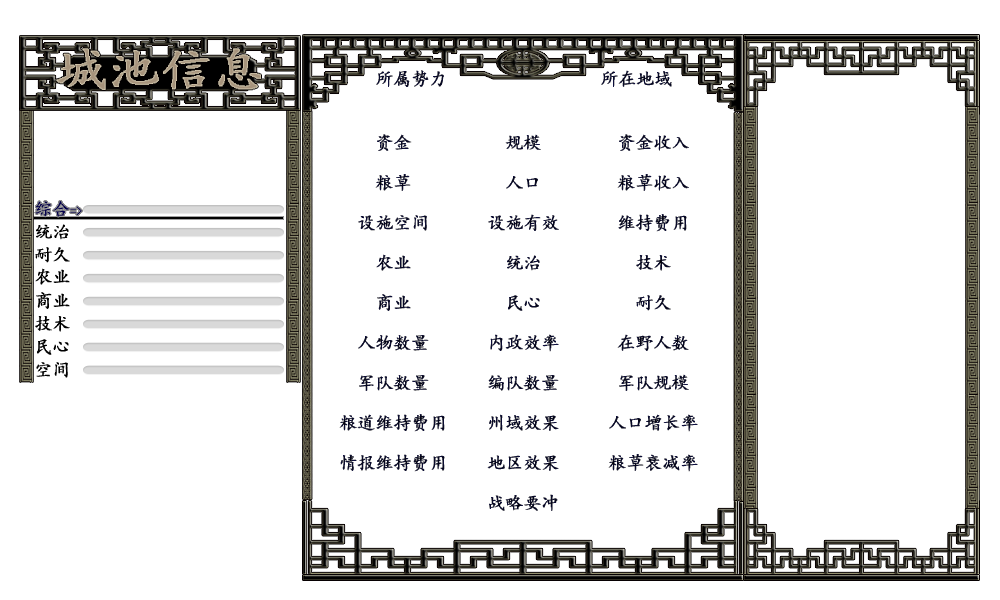 城池信息
综合⇒
统治
耐久
农业
商业
技术
民心
空间
所属势力 所在地域
资金 规模 资金收入
粮草 人口 粮草收入
设施空间 设施有效 维持费用
农业 统治 技术
商业 民心 耐久
人物数量 内政效率 在野人数
军队数量 编队数量 军队规模
粮道维持费用 州域效果 人口增长率
情报维持费用 地区效果 粮草衰减率
战略要冲